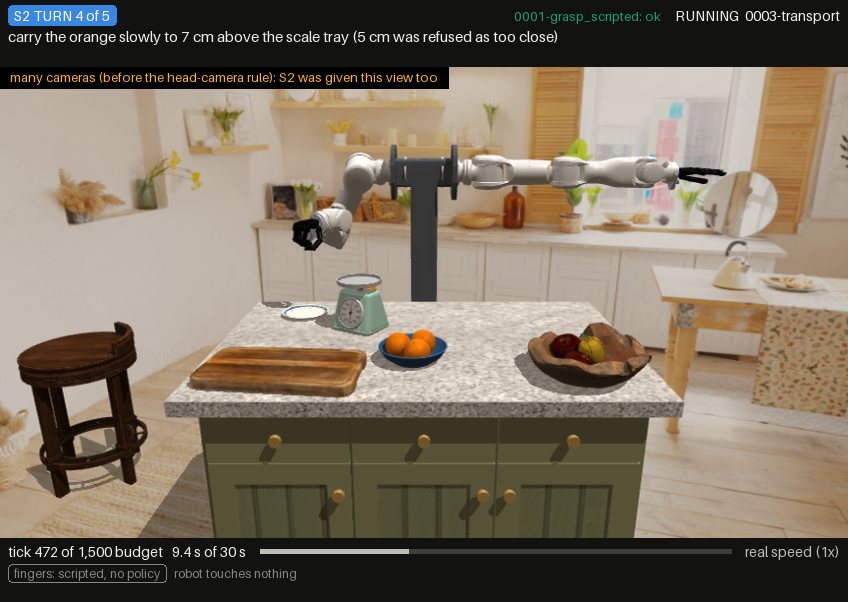 S2 TURN 4 of 5
0001-grasp_scripted: ok RUNNING 0003-transport
carry the orange slowly to 7 cm above the scale tray (5 cm was refused as too close)
many cameras (before the head-camera rule): S2 was given this view too
tick 472 of 1,500 budget 9.4 s of 30 s real speed (1x)
fingers: scripted, no policy robot touches nothing